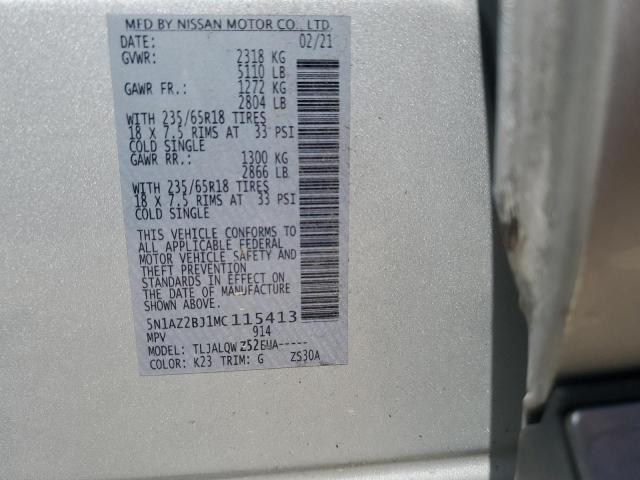 MFD BY NISSAN MOTOR CO., LTD.
DATE: 02/21
GVWR: 2318 KG
5110 LB
GAWR FR.: 1272 KG
2804 LB
WITH 235/65R18 TIRES
18 X 7.5 RIMS AT 33 PSI
COLD SINGLE
GAWR RR.: 1300 KG
2866 LB
WITH 235/65R18 TIRES
18 X 7.5 RIMS AT 33 PSI
COLD SINGLE
THIS VEHICLE CONFORMS TO
ALL APPLICABLE FEDERAL
MOTOR VEHICLE SAFETY AND
THEFT PREVENTION
STANDARDS IN EFFECT ON
THE DATE OF MANUFACTURE
SHOWN ABOVE.
5N1AZ2BJ1MC115413
MPV 914
MODEL: TLJALQWZ52EUA-----
COLOR: K23 TRIM: G ZS30A